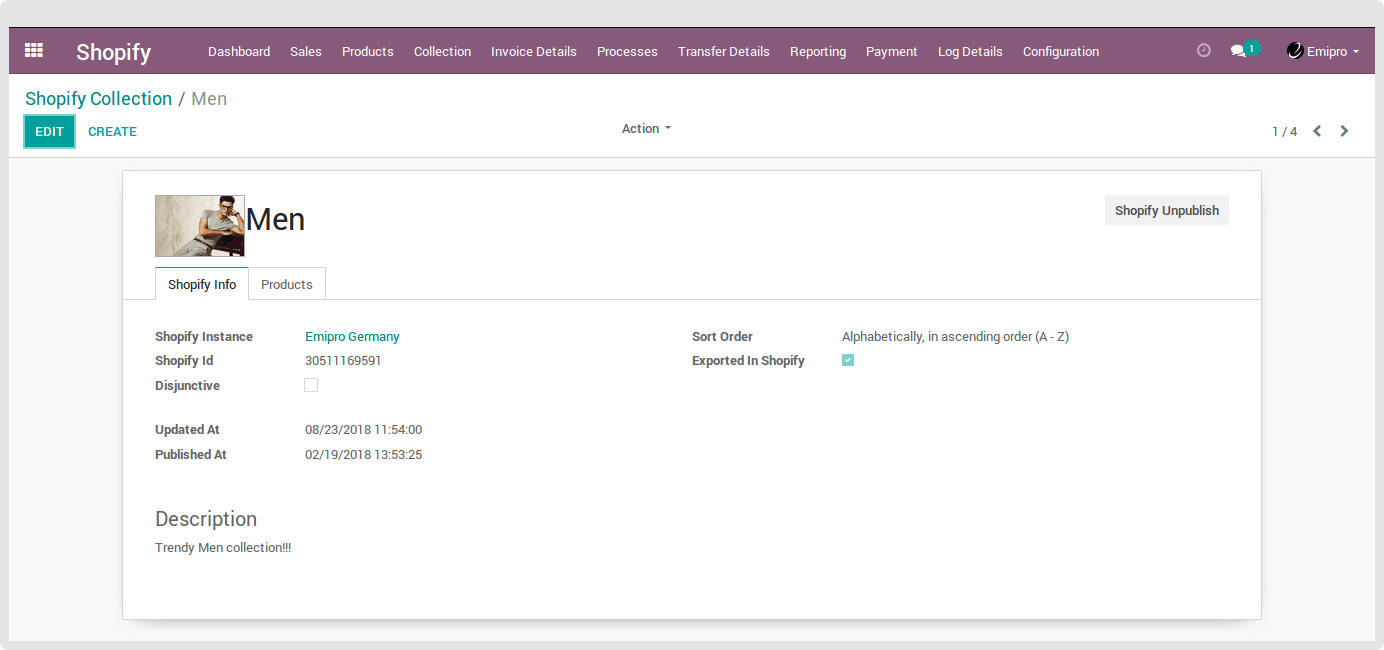 Shopify Dashboard Sales Products Collection Invoice Details Processes Transfer Details Reporting Payment Log Details Configuration 1 Emipro
Shopify Collection / Men
EDIT CREATE Action 1 / 4
Men Shopify Unpublish
Shopify Info Products
Shopify Instance Emipro Germany Sort Order Alphabetically, in ascending order (A - Z)
Shopify Id 30511169591 Exported In Shopify
Disjunctive
Updated At 08/23/2018 11:54:00
Published At 02/19/2018 13:53:25
Description
Trendy Men collection!!!